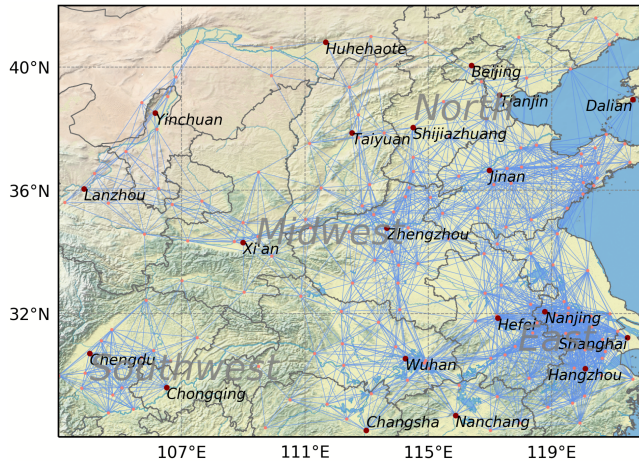 40°N
36°N
32°N
Huhehaote
Beijing
Tianjin
Dalian
North
Yinchuan
Taiyuan
Shijiazhuang
Jinan
Lanzhou
Midwest
Zhengzhou
Xi'an
Nanjing
Hefei
East
Shanghai
Chengdu
Southwest
Wuhan
Hangzhou
Chongqing
Changsha
Nanchang
107°E
111°E
115°E
119°E